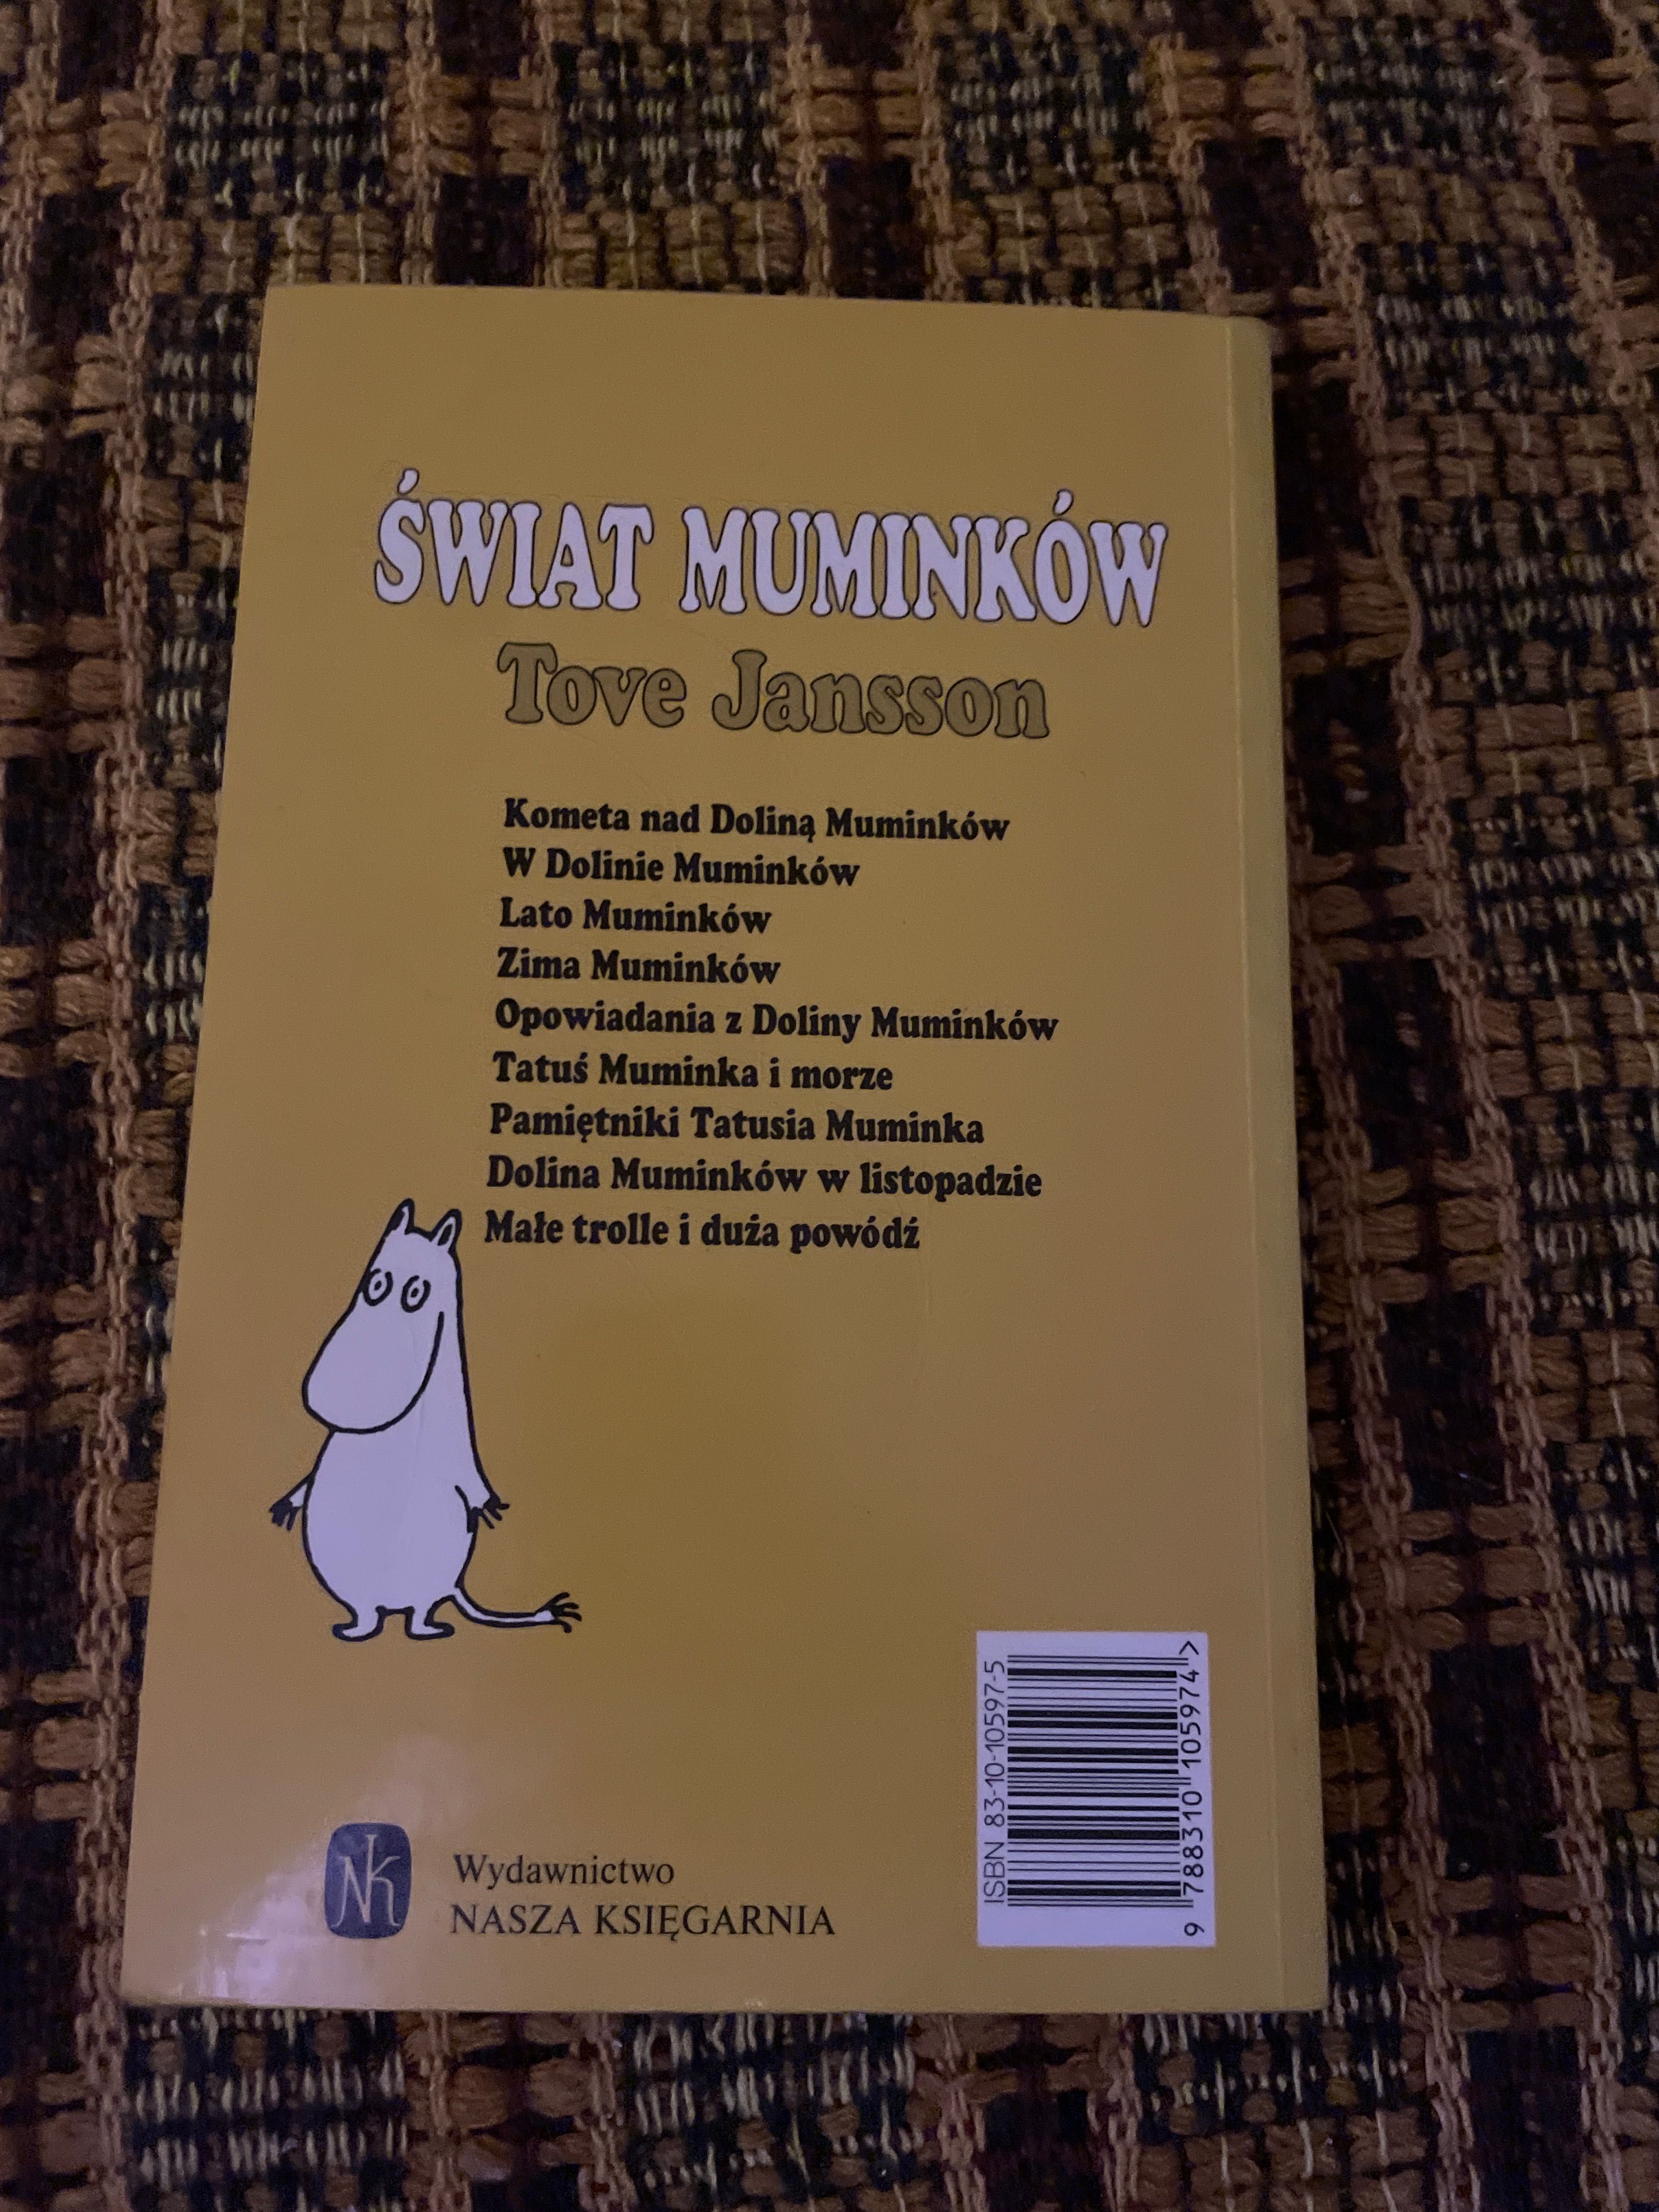 ŚWIAT MUMINKÓW
Tove Jansson
Kometa nad Doliną Muminków
W Dolinie Muminków
Lato Muminków
Zima Muminków
Opowiadania z Doliny Muminków
Tatuś Muminka i morze
Pamiętniki Tatusia Muminka
Dolina Muminków w listopadzie
Małe trolle i duża powódź
NK
Wydawnictwo
NASZA KSIĘGARNIA
ISBN 83-10-10597-5
9 788310 105974 >